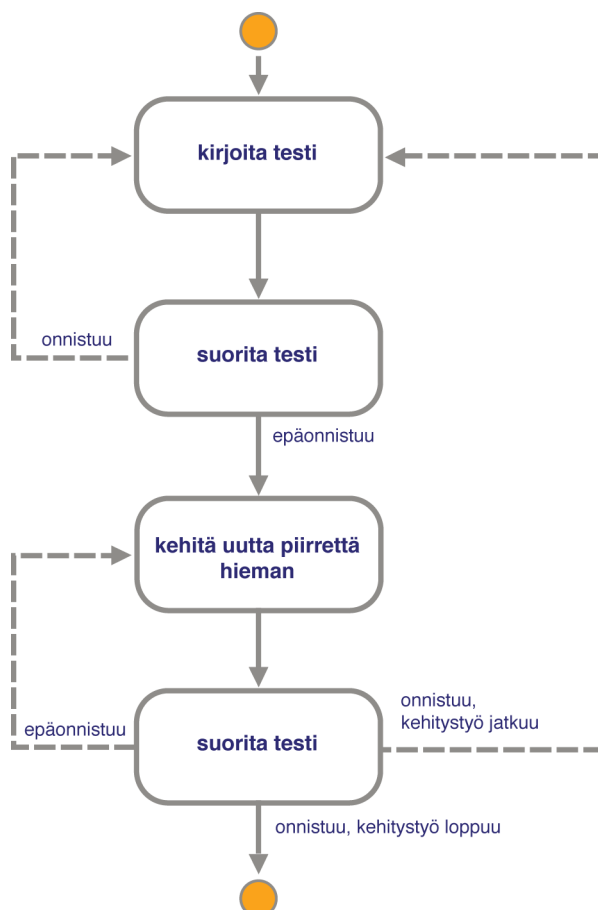 kirjoita testi
onnistuu
suorita testi
epäonnistuu
kehitä uutta piirrettä
hieman
epäonnistuu
suorita testi
onnistuu,
kehitystyö jatkuu
onnistuu, kehitystyö loppuu